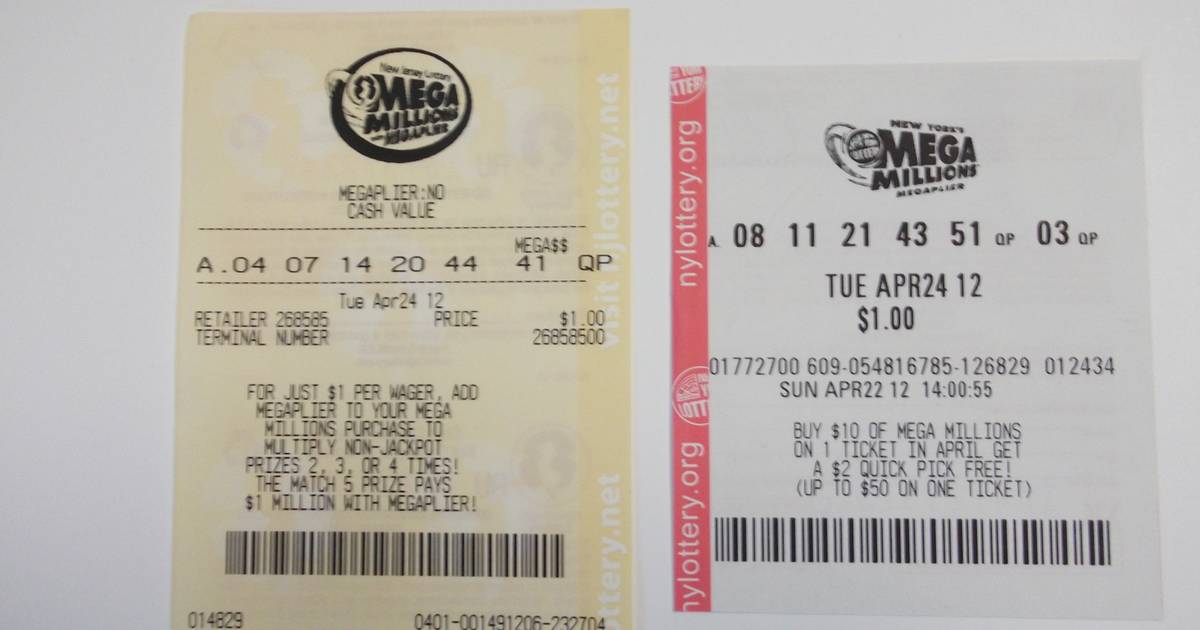 New Jersey Lottery
MEGA
MILLIONS
MEGAPLIER
MEGAPLIER:NO
CASH VALUE
MEGA$$
A.04 07 14 20 44 41 QP
Tue Apr24 12
RETAILER 268585 PRICE $1.00
TERMINAL NUMBER 26858500
FOR JUST $1 PER WAGER, ADD
MEGAPLIER TO YOUR MEGA
MILLIONS PURCHASE TO
MULTIPLY NON-JACKPOT
PRIZES 2, 3, OR 4 TIMES!
THE MATCH 5 PRIZE PAYS
$1 MILLION WITH MEGAPLIER!
014829 0401-001491206-232704
visit njlottery.net
ottery.net
nylottery.org
nylottery.org
NEW YORK'S
MEGA
MILLIONS
MEGAPLIER
A. 08 11 21 43 51 QP 03 QP
TUE APR24 12
$1.00
01772700 609-054816785-126829 012434
SUN APR22 12 14:00:55
BUY $10 OF MEGA MILLIONS
ON 1 TICKET IN APRIL GET
A $2 QUICK PICK FREE!
(UP TO $50 ON ONE TICKET)